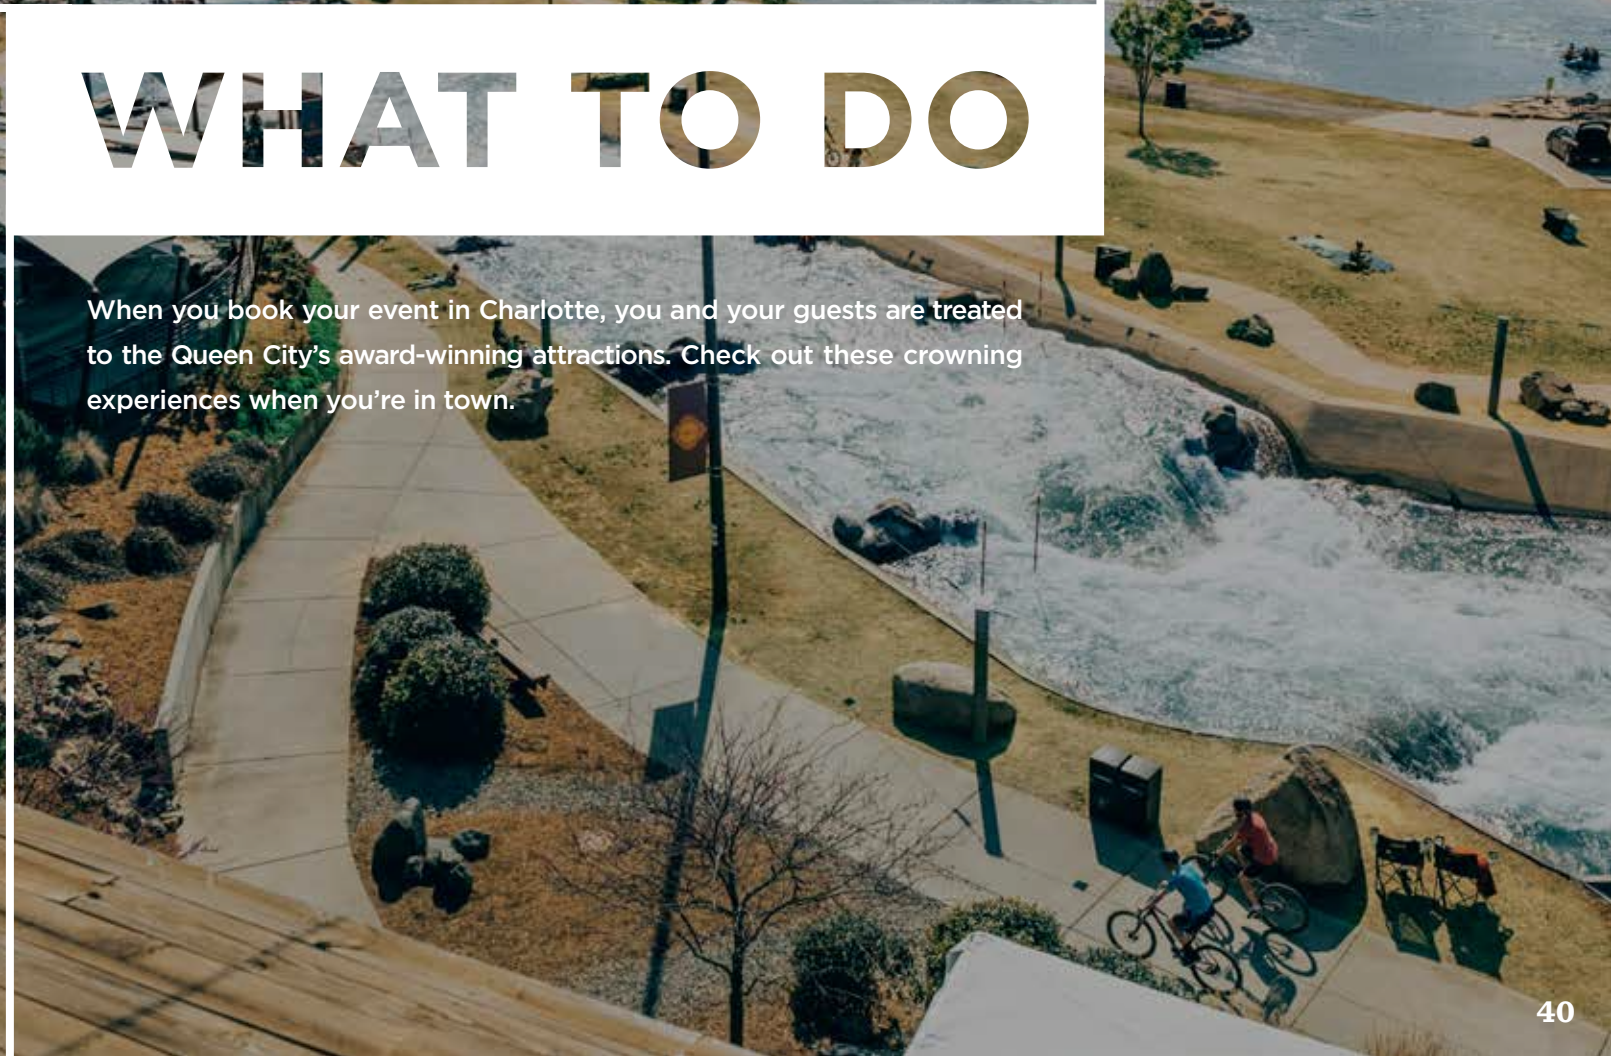 WHAT TO DO
When you book your event in Charlotte, you and your guests are treated
to the Queen City’s award-winning attractions. Check out these crowning
experiences when you’re in town.
40